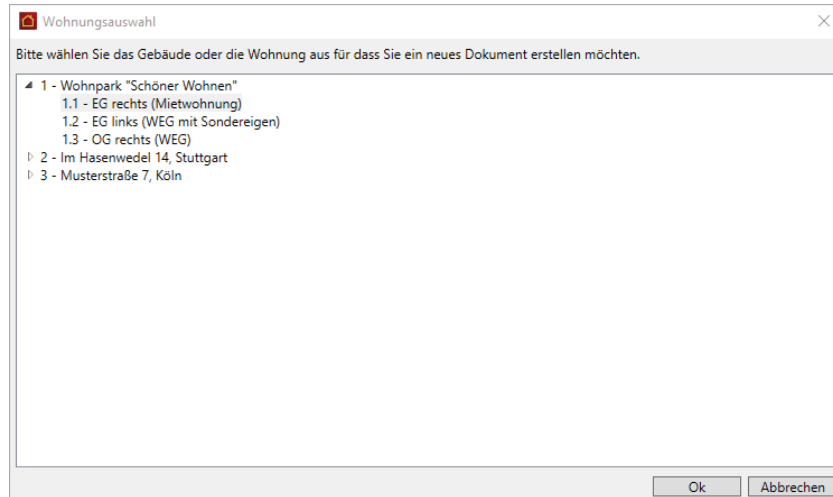 Wohnungsauswahl
Bitte wählen Sie das Gebäude oder die Wohnung aus für dass Sie ein neues Dokument erstellen möchten.
1 - Wohnpark "Schöner Wohnen"
1.1 - EG rechts (Mietwohnung)
1.2 - EG links (WEG mit Sondereigen)
1.3 - OG rechts (WEG)
2 - Im Hasenwedel 14, Stuttgart
3 - Musterstraße 7, Köln
Ok Abbrechen